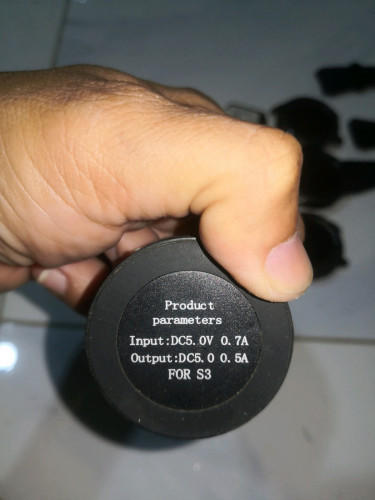 Product
parameters
Input:DC5.0V 0.7A
Output:DC5.0 0.5A
FOR S3